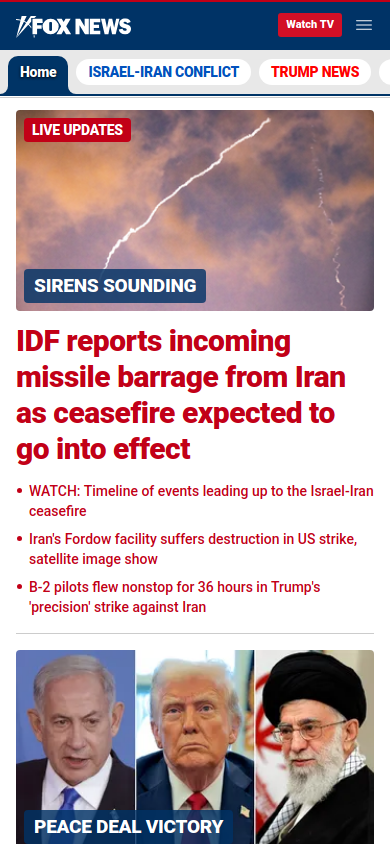 FOX NEWS
Watch TV
Home
ISRAEL-IRAN CONFLICT
TRUMP NEWS
LIVE UPDATES
SIRENS SOUNDING
IDF reports incoming
missile barrage from Iran
as ceasefire expected to
go into effect
• WATCH: Timeline of events leading up to the Israel-Iran
ceasefire
• Iran's Fordow facility suffers destruction in US strike,
satellite image show
• B-2 pilots flew nonstop for 36 hours in Trump's
'precision' strike against Iran
PEACE DEAL VICTORY